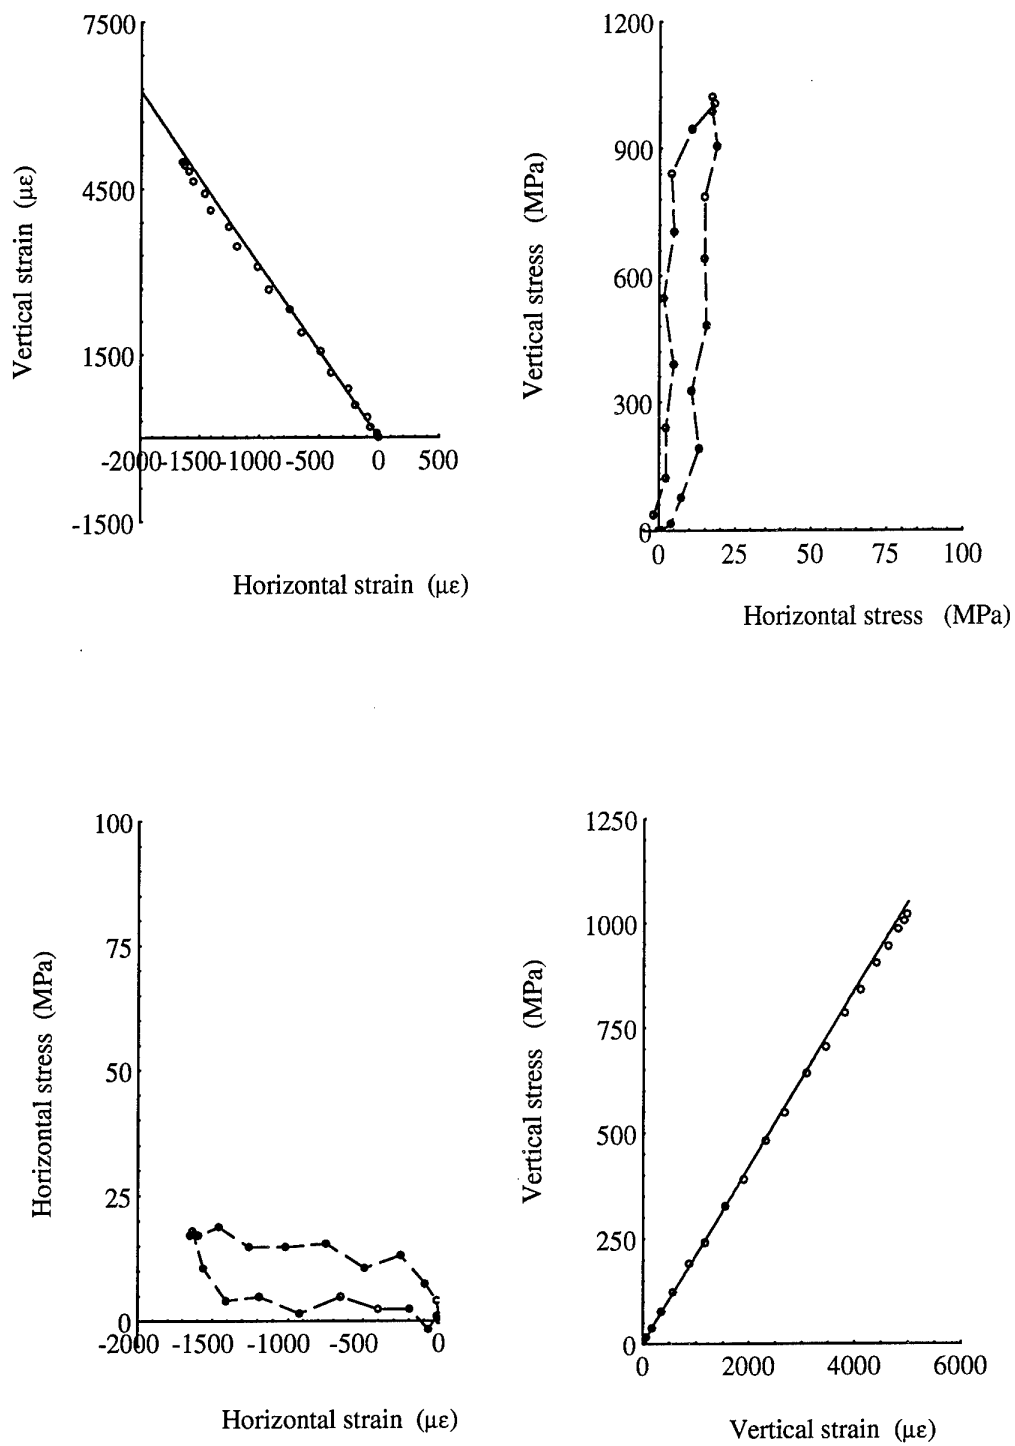 7500
4500
1500
-2000-1500-1000 -500 0 500
-1500
Vertical strain (με)
Horizontal strain (με)
1200
900
600
300
0
0 25 50 75 100
Vertical stress (MPa)
Horizontal stress (MPa)
100
75
50
25
0
-2000 -1500 -1000 -500 0
Horizontal stress (MPa)
Horizontal strain (με)
1250
1000
750
500
250
0
0 2000 4000 6000
Vertical stress (MPa)
Vertical strain (με)